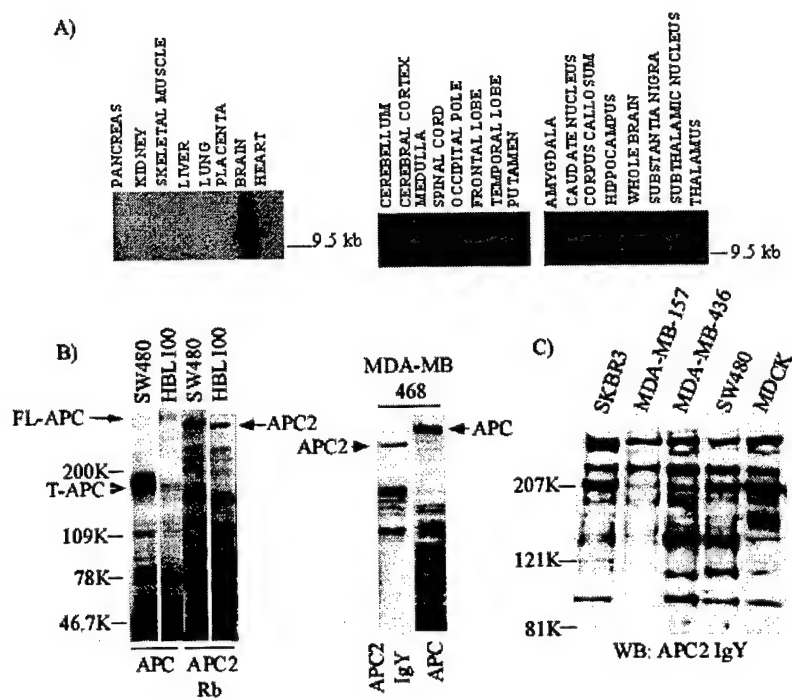 A)
PANCREAS
KIDNEY
SKELETAL MUSCLE
LIVER
LUNG
PLACENTA
BRAIN
HEART
9.5 kb
CEREBELLUM
CEREBRAL CORTEX
MEDULLA
SPINAL CORD
OCCIPITAL POLE
FRONTAL LOBE
TEMPORAL LOBE
PUTAMEN
AMYGDALA
CAUDATE NUCLEUS
CORPUS CALLOSUM
HIPPOCAMPUS
WHOLE BRAIN
SUBSTANTIA NIGRA
SUBTHALAMIC NUCLEUS
THALAMUS
9.5 kb
B)
SW480
HBL100
SW480
HBL100
FL-APC
APC2
200K
T-APC
109K
78K
46.7K
APC
APC2
Rb
MDA-MB
468
APC2
APC
APC2
IgY
APC
C)
SKBR3
MDA-MB-157
MDA-MB-436
SW480
MDCK
207K
121K
81K
WB: APC2 IgY